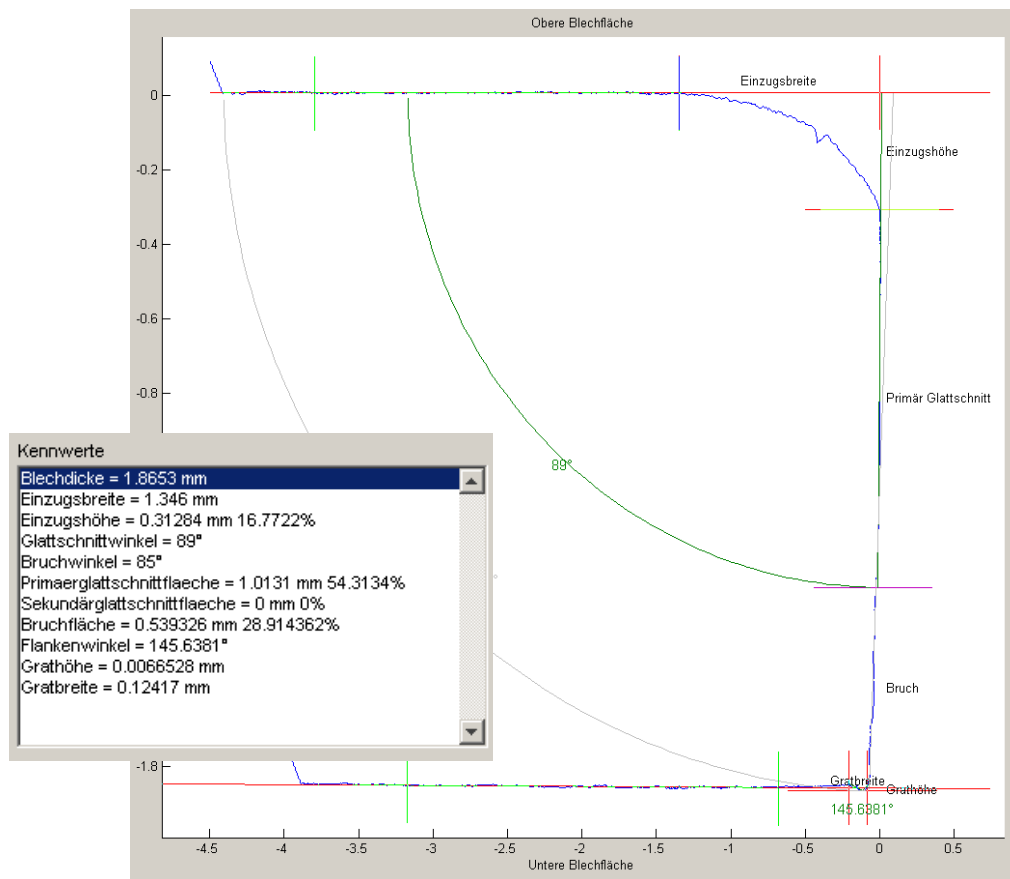 Obere Blechfläche
Einzugsbreite
0
Einzugshöhe
-0.2
-0.4
-0.6
-0.8
Primär Glattschnitt
89°
Kennwerte
Blechdicke = 1.8653 mm
Einzugsbreite = 1.346 mm
Einzugshöhe = 0.31284 mm 16.7722%
Glattschnittwinkel = 89°
Bruchwinkel = 85°
Primaerglattschnittflaeche = 1.0131 mm 54.3134%
Sekundärglattschnittflaeche = 0 mm 0%
Bruchfläche = 0.539326 mm 28.914362%
Flankenwinkel = 145.6381°
Grathöhe = 0.0066528 mm
Gratbreite = 0.12417 mm
Bruch
-1.8
Gratbreite
Grathöhe
145.6381°
-4.5 -4 -3.5 -3 -2.5 -2 -1.5 -1 -0.5 0 0.5
Untere Blechfläche